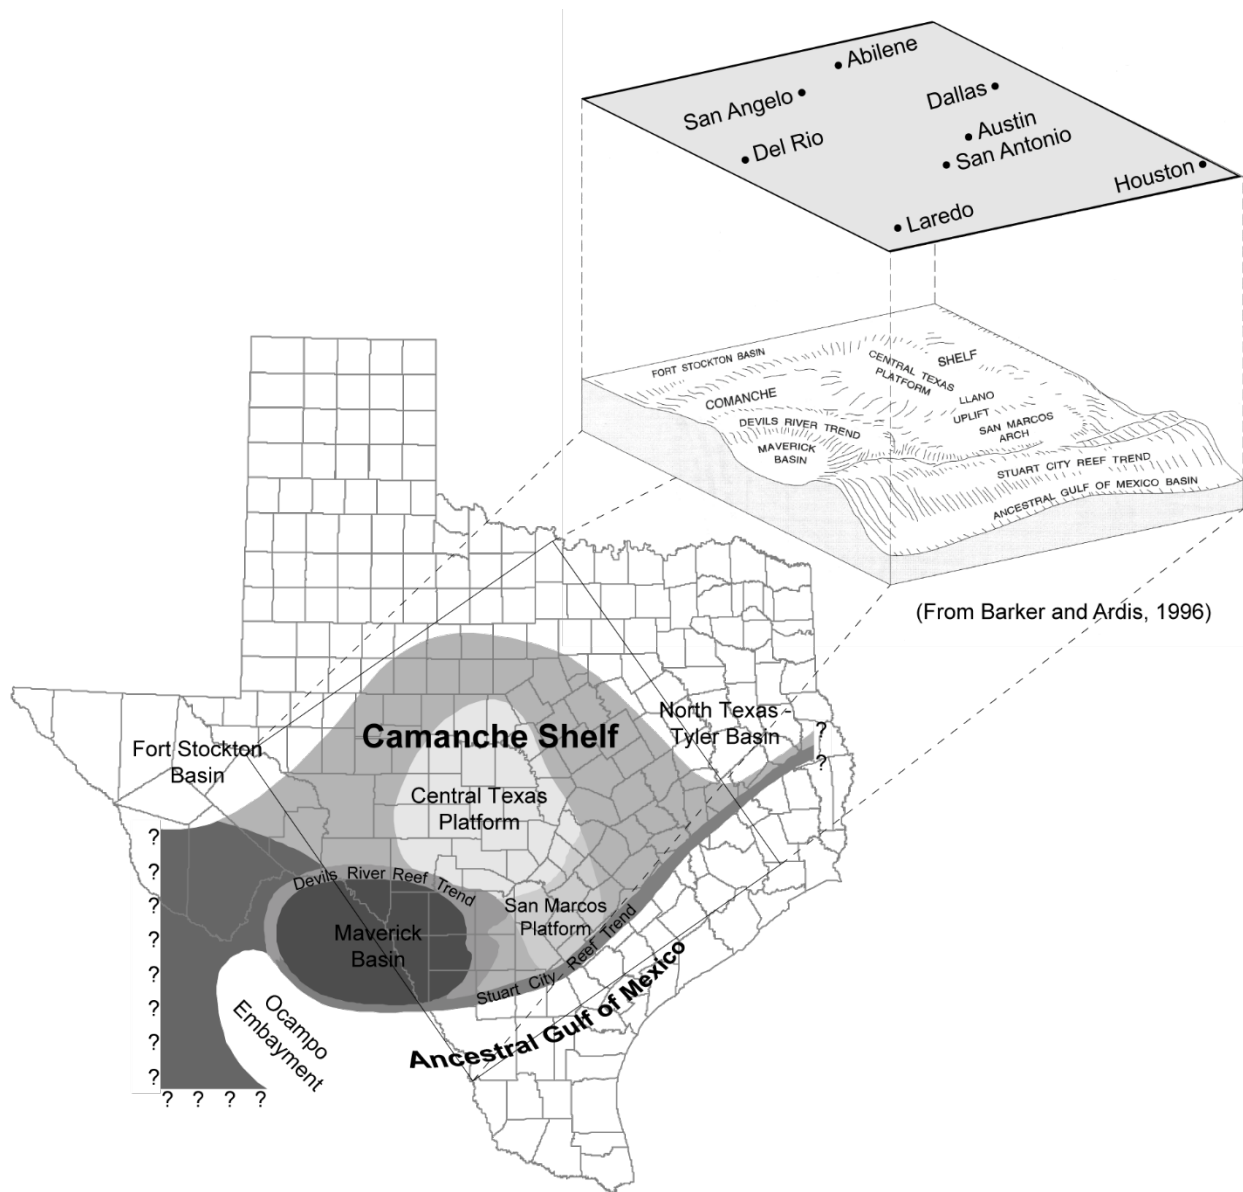 Abilene
San Angelo
Dallas
Austin
Del Rio
San Antonio
Houston
Laredo
FORT STOCKTON BASIN
SHELF
CENTRAL TEXAS
PLATFORM
COMANCHE
LLANO
UPLIFT
DEVILS RIVER TREND
SAN MARCOS
ARCH
MAVERICK
BASIN
STUART CITY REEF TREND
ANCESTRAL GULF OF MEXICO BASIN
(From Barker and Ardis, 1996)
North Texas -
Tyler Basin
?
?
Camanche Shelf
Fort Stockton
Basin
Central Texas
Platform
?
?
?
?
?
?
?
?
? ? ? ?
Devils River Reef Trend
San Marcos
Platform
Maverick
Basin
Stuart City Reef Trend
Ocampo
Embayment
Ancestral Gulf of Mexico